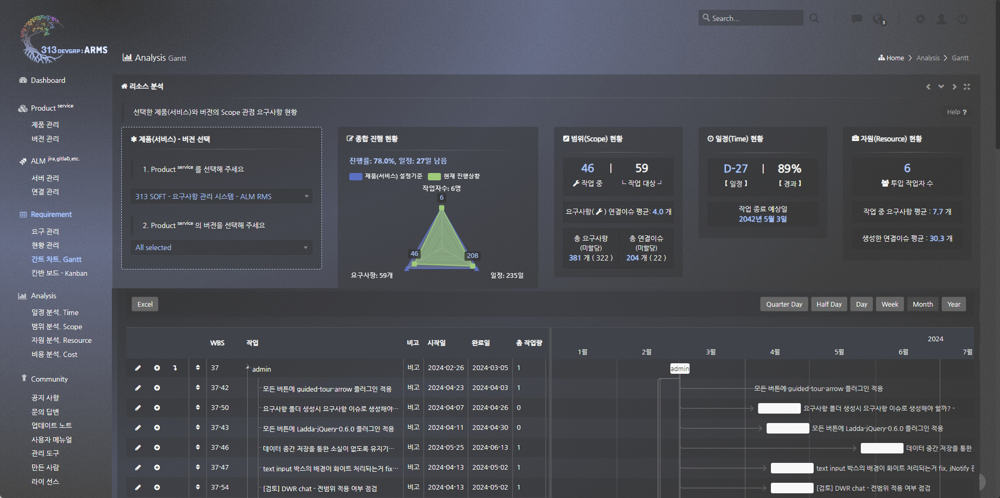 Search...
3
313 DEVGRP : ARMS
Analysis Gantt
Home > Analysis > Gantt
Dashboard
Product service
제품 관리
버전 관리
ALM jira,gitlab,etc.
서버 관리
연결 관리
Requirement
요구 관리
현황 관리
간트 차트. Gantt
칸반 보드 - Kanban
Analysis
일정 분석. Time
범위 분석. Scope
자원 분석. Resource
비용 분석. Cost
Community
공지 사항
문의 답변
업데이트 노트
사용자 메뉴얼
관리 도구
만든 사람
라이 선스
리소스 분석
선택한 제품(서비스)와 버전의 Scope 관점 요구사항 현황
Help ?
제품(서비스) - 버전 선택
1. Product service 를 선택해 주세요
313 SOFT - 요구사항 관리 시스템 - ALM RMS
2. Product service 의 버전을 선택해 주세요
All selected
종합 진행 현황
진행률: 78.0%, 일정: 27일 남음
제품(서비스) 설정기준 현재 진행상황
작업자수: 6명
6
46
208
요구사항: 59개
일정: 235일
범위(Scope) 현황
46 | 59
작업 중 ㄴ 작업 대상 ㅢ
요구사항( ) 연결이슈 평균: 4.0 개
총 요구사항
(미할당)
381 개 ( 322 )
총 연결이슈
(미할당)
204 개 ( 22 )
일정(Time) 현황
D-27 | 89%
【 일정 】 【 경과 】
작업 종료 예상일
2042년 5월 3일
자원(Resource) 현황
6
투입 작업자 수
작업 중 요구사항 평균 : 7.7 개
생성한 연결이슈 평균 : 30.3 개
Excel
Quarter Day Half Day Day Week Month Year
WBS 작업 비고 시작일 완료일 총 작업량
2024
1월 2월 3월 4월 5월 6월 7월
37 admin 비고 2024-02-26 2024-03-05 1 admin
37-42 모든 버튼에 guided-tour-arrow 플러그인 적용 비고 2024-04-23 2024-04-03 1 모든 버튼에 guided-tour-arrow 플러그인 적용
37-50 요구사항 폴더 생성시 요구사항 이슈로 생성해야··· 비고 2024-04-07 2024-04-26 0 요구사항 폴더 생성시 요구사항 이슈로 생성해야 할까? -
37-43 모든 버튼에 Ladda-jQuery-0.6.0 플러그인 적용 비고 2024-04-11 2024-04-30 0 모든 버튼에 Ladda-jQuery-0.6.0 플러그인 적용
37-46 데이터 중간 저장을 통한 소실이 없도록 유지기··· 비고 2024-05-25 2024-06-13 1 데이터 중간 저장을 통한
37-47 text input 박스의 배경이 화이트 처리되는거 fix··· 비고 2024-04-13 2024-05-02 1 text input 박스의 배경이 화이트 처리되는거 fix, jNotify
37-54 [검토] DWR chat - 전범위 적용 여부 점검 비고 2024-04-13 2024-05-02 1 [검토] DWR chat - 전범위 적용 여부 점검